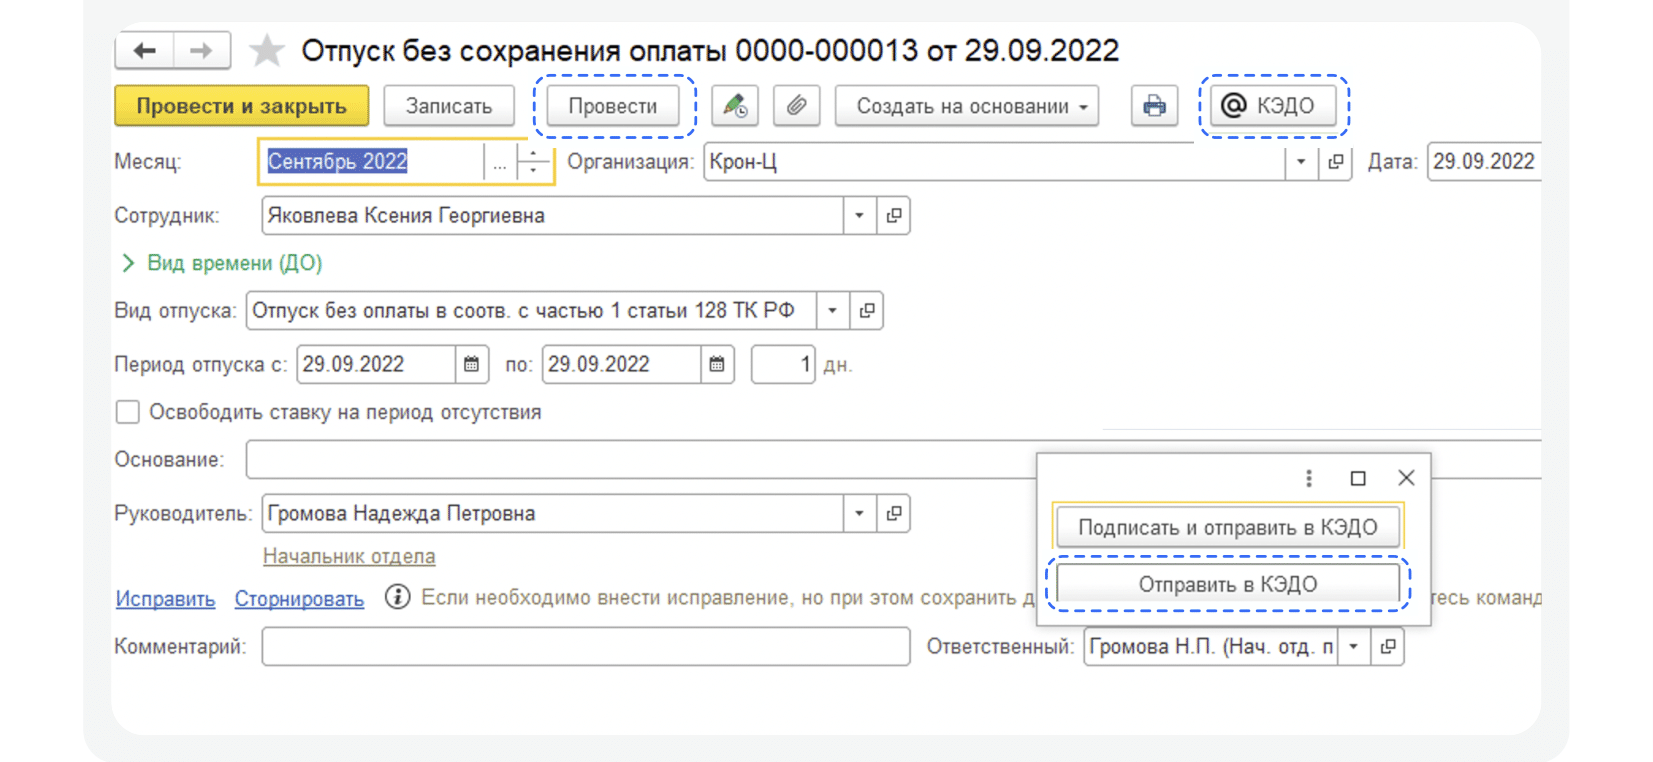 Отпуск без сохранения оплаты 0000-000013 от 29.09.2022
Провести и закрыть Записать Провести Создать на основании КЭДО
Месяц: Сентябрь 2022 ... Организация: Крон-Ц Дата: 29.09.2022
Сотрудник: Яковлева Ксения Георгиевна
Вид времени (ДО)
Вид отпуска: Отпуск без оплаты в соотв. с частью 1 статьи 128 ТК РФ
Период отпуска с: 29.09.2022 по: 29.09.2022 1 дн.
Освободить ставку на период отсутствия
Основание:
Руководитель: Громова Надежда Петровна
Начальник отдела
Подписать и отправить в КЭДО
Отправить в КЭДО
Исправить Сторнировать Если необходимо внести исправление, но при этом сохранить д тесь команд
Комментарий: Ответственный: Громова Н.П. (Нач. отд. п